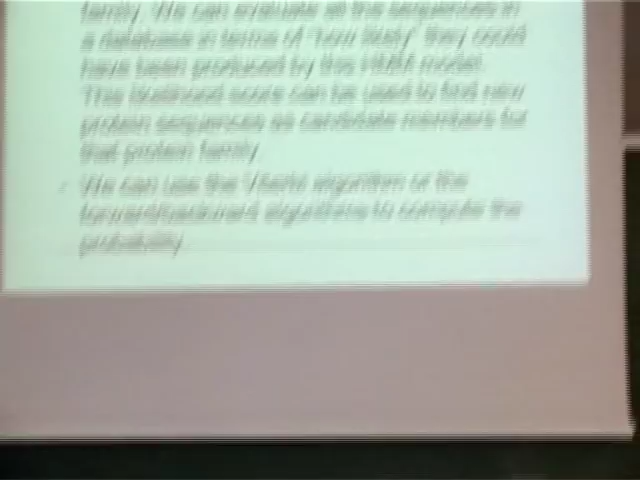 family. We can evaluate all the sequences in
a database in terms of "how likely" they could
have been produced by this HMM model.
This likelihood score can be used to find new
protein sequences as candidate members for
that protein family.
We can use the Viterbi algorithm or the
forward/backward algorithms to compute the
probability